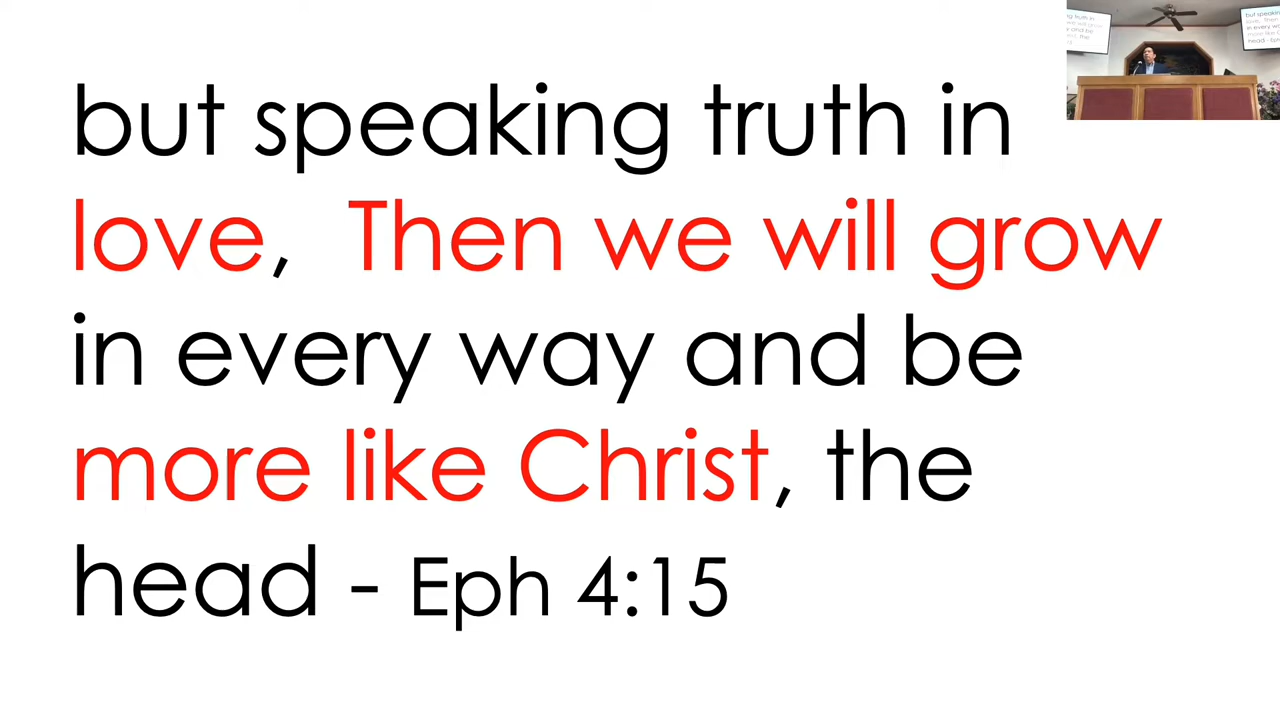 but speaking truth in
love,  Then we will grow
in every way and be
more like Christ, the
head - Eph 4:15